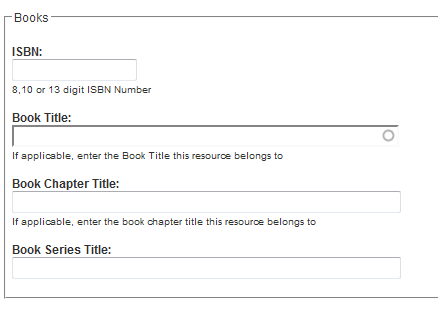 Books
ISBN:
8,10 or 13 digit ISBN Number
Book Title:
If applicable, enter the Book Title this resource belongs to
Book Chapter Title:
If applicable, enter the book chapter title this resource belongs to
Book Series Title: